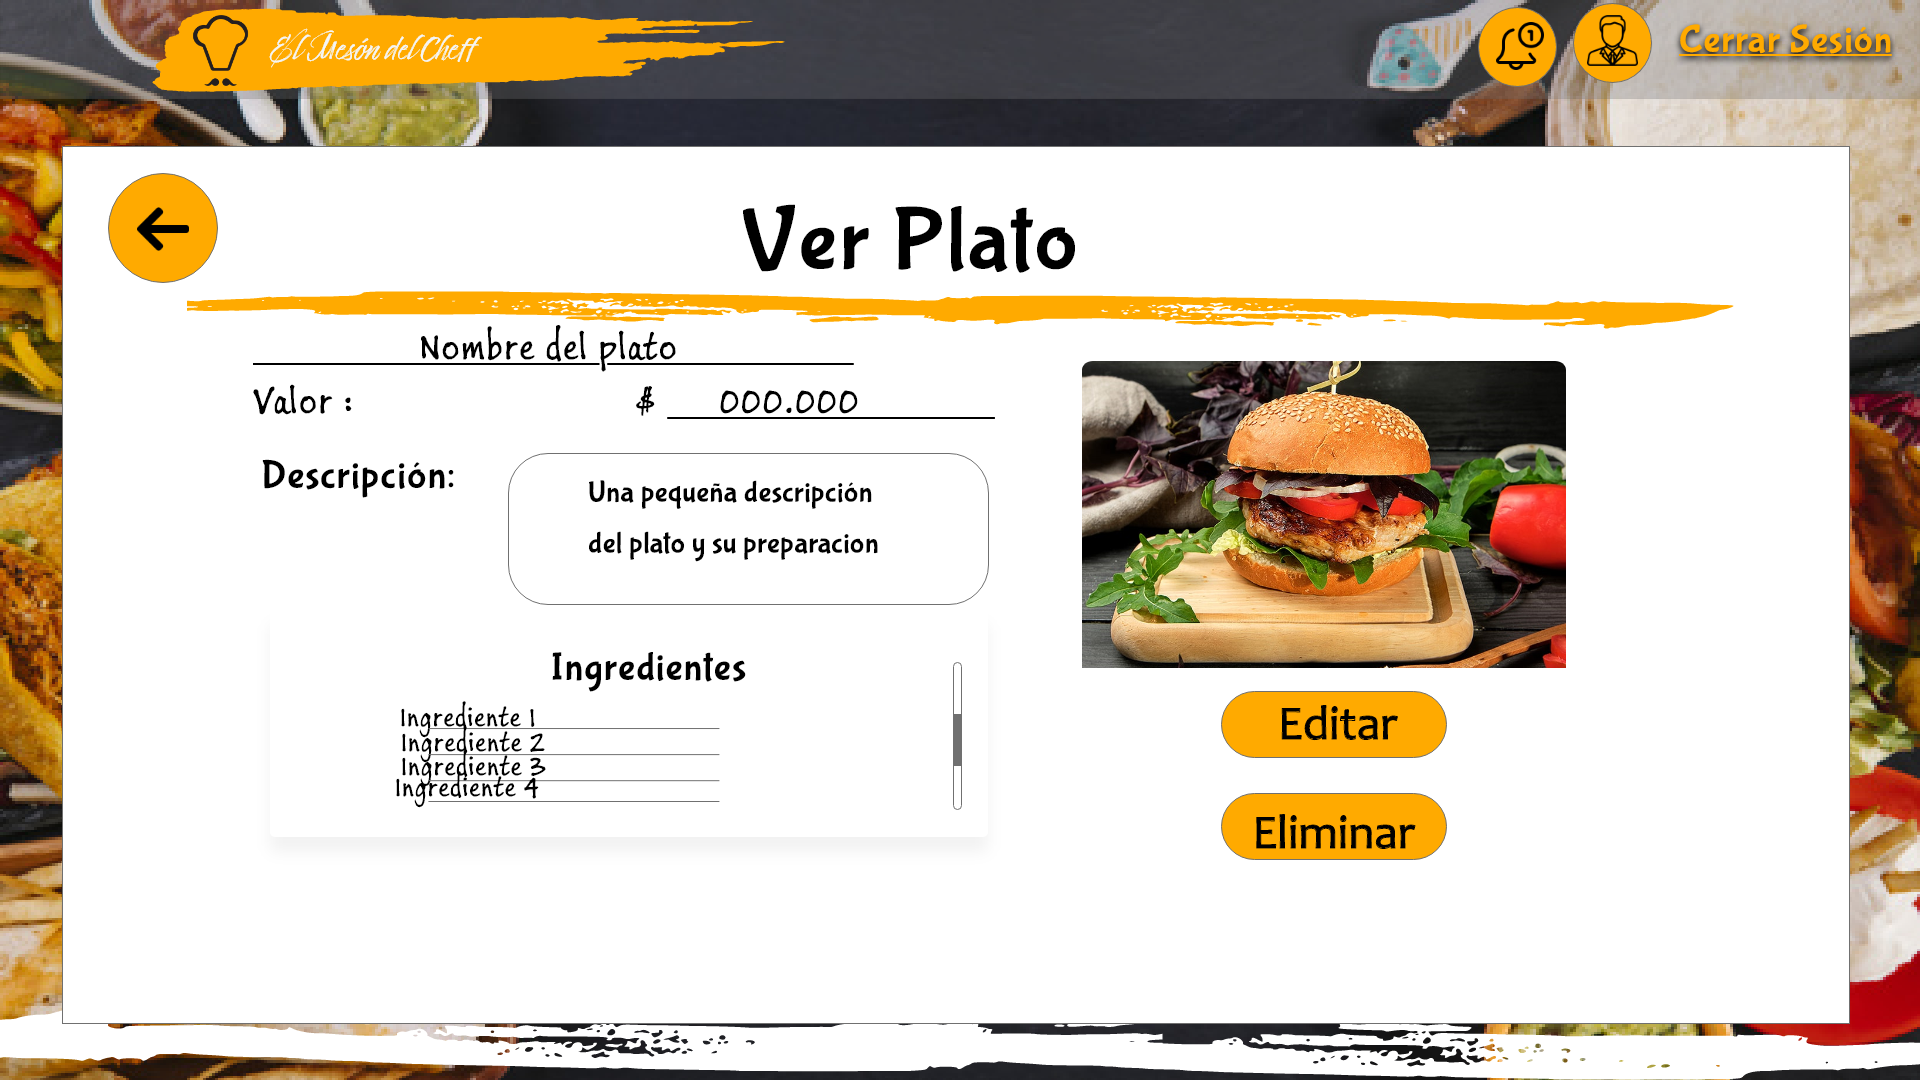 El Mesón del Cheff
1
Cerrar Sesión
Ver Plato
Nombre del plato
Valor :
$ 000.000
Descripción:
Una pequeña descripción
del plato y su preparacion
Ingredientes
Ingrediente 1
Ingrediente 2
Ingrediente 3
Ingrediente 4
Editar
Eliminar